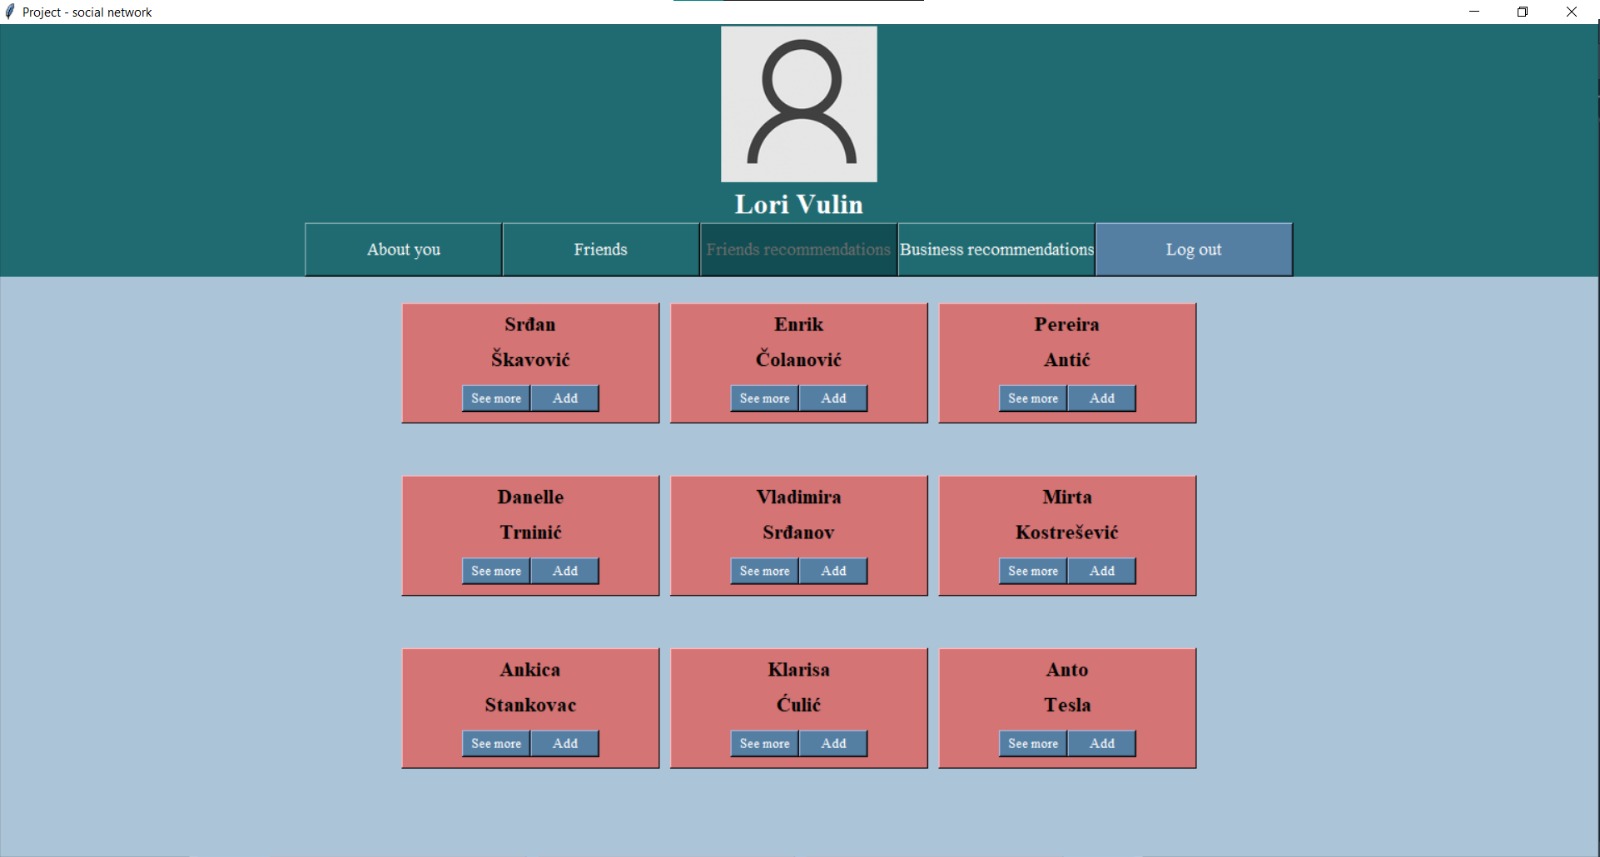 Project - social network
Lori Vulin
About you Friends Friends recommendations Business recommendations Log out
Srđan Enrik Pereira
Škavović Čolanović Antić
See more Add See more Add See more Add
Danelle Vladimira Mirta
Trninić Srđanov Kostrešević
See more Add See more Add See more Add
Ankica Klarisa Anto
Stankovac Ćulić Tesla
See more Add See more Add See more Add